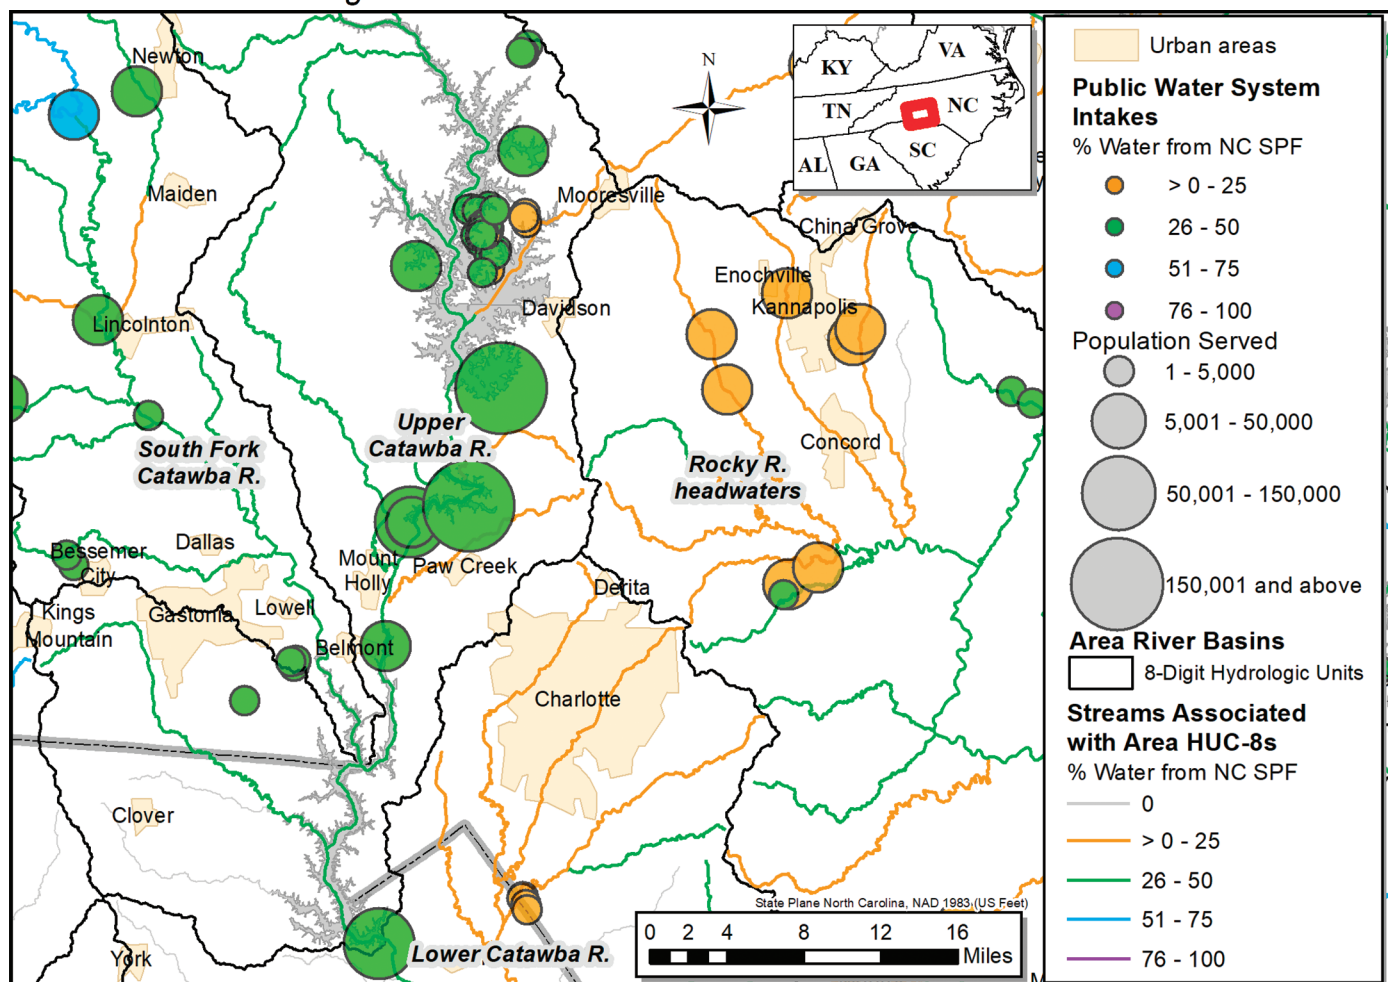 Newton
Maiden
Mooresville
China Grove
Enochville
Kannapolis
Davidson
Lincolnton
Concord
Upper
Catawba R.
South Fork
Catawba R.
Rocky R.
headwaters
Dallas
Bessemer
City
Mount
Holly
Paw Creek
Derita
Kings
Mountain
Gastonia
Lowell
Belmont
Charlotte
Clover
York
Lower Catawba R.
N
KY
VA
TN
NC
SC
AL
GA
State Plane North Carolina, NAD 1983 (US Feet)
0 2 4 8 12 16
Miles
Urban areas
Public Water System
Intakes
% Water from NC SPF
> 0 - 25
26 - 50
51 - 75
76 - 100
Population Served
1 - 5,000
5,001 - 50,000
50,001 - 150,000
150,001 and above
Area River Basins
8-Digit Hydrologic Units
Streams Associated
with Area HUC-8s
% Water from NC SPF
0
> 0 - 25
26 - 50
51 - 75
76 - 100